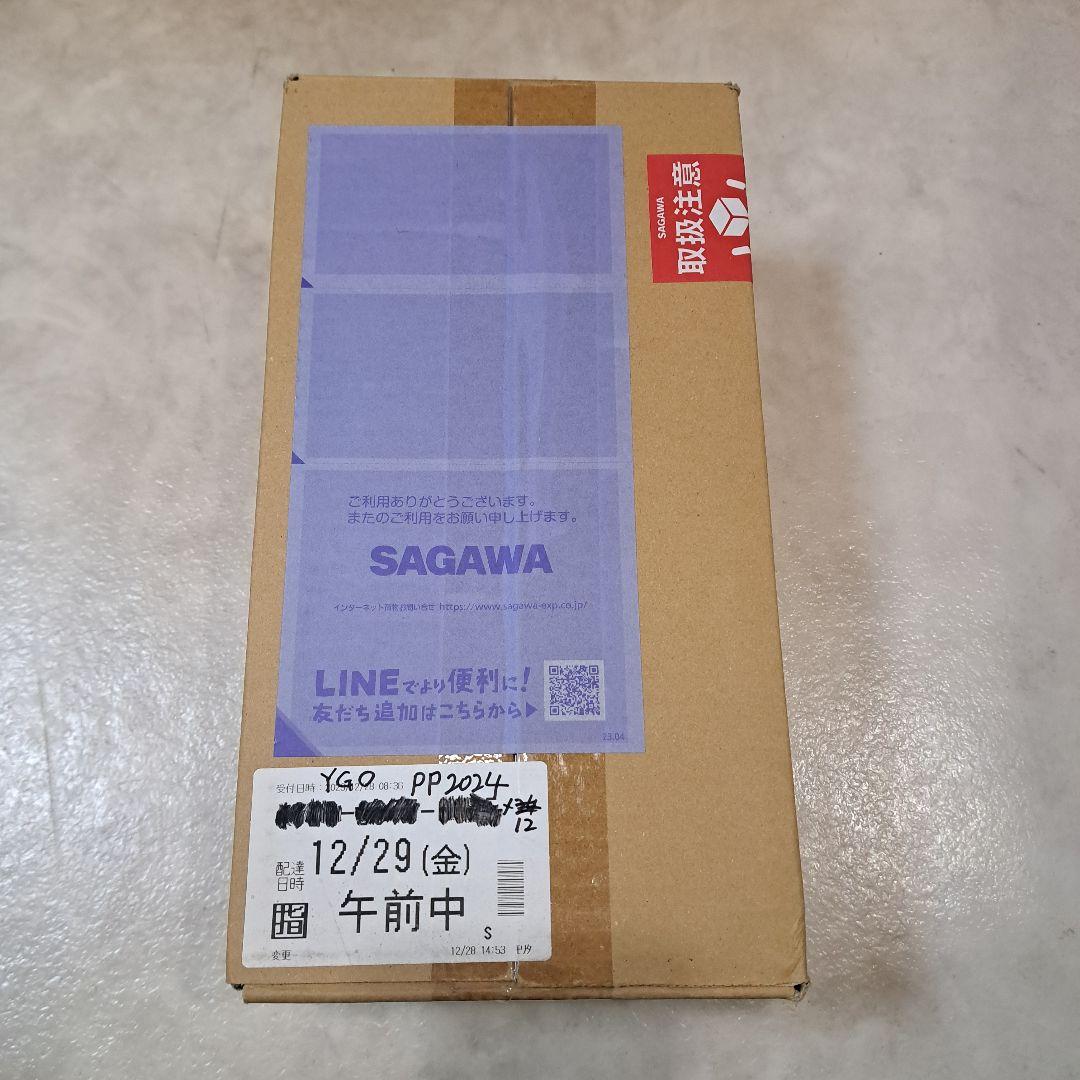 SAGAWA
取扱注意
ご利用ありがとうございます。
またのご利用をお願い申し上げます。
SAGAWA
インターネット荷物お問い合せ https://www.sagawa-exp.co.jp/
LINEでより便利に!
友だち追加はこちらから▶
23.04
YGO PP2024
受付日時: 08:36
12
配達日時 12/29(金)
指 午前中
S
変更 12/28 14:53